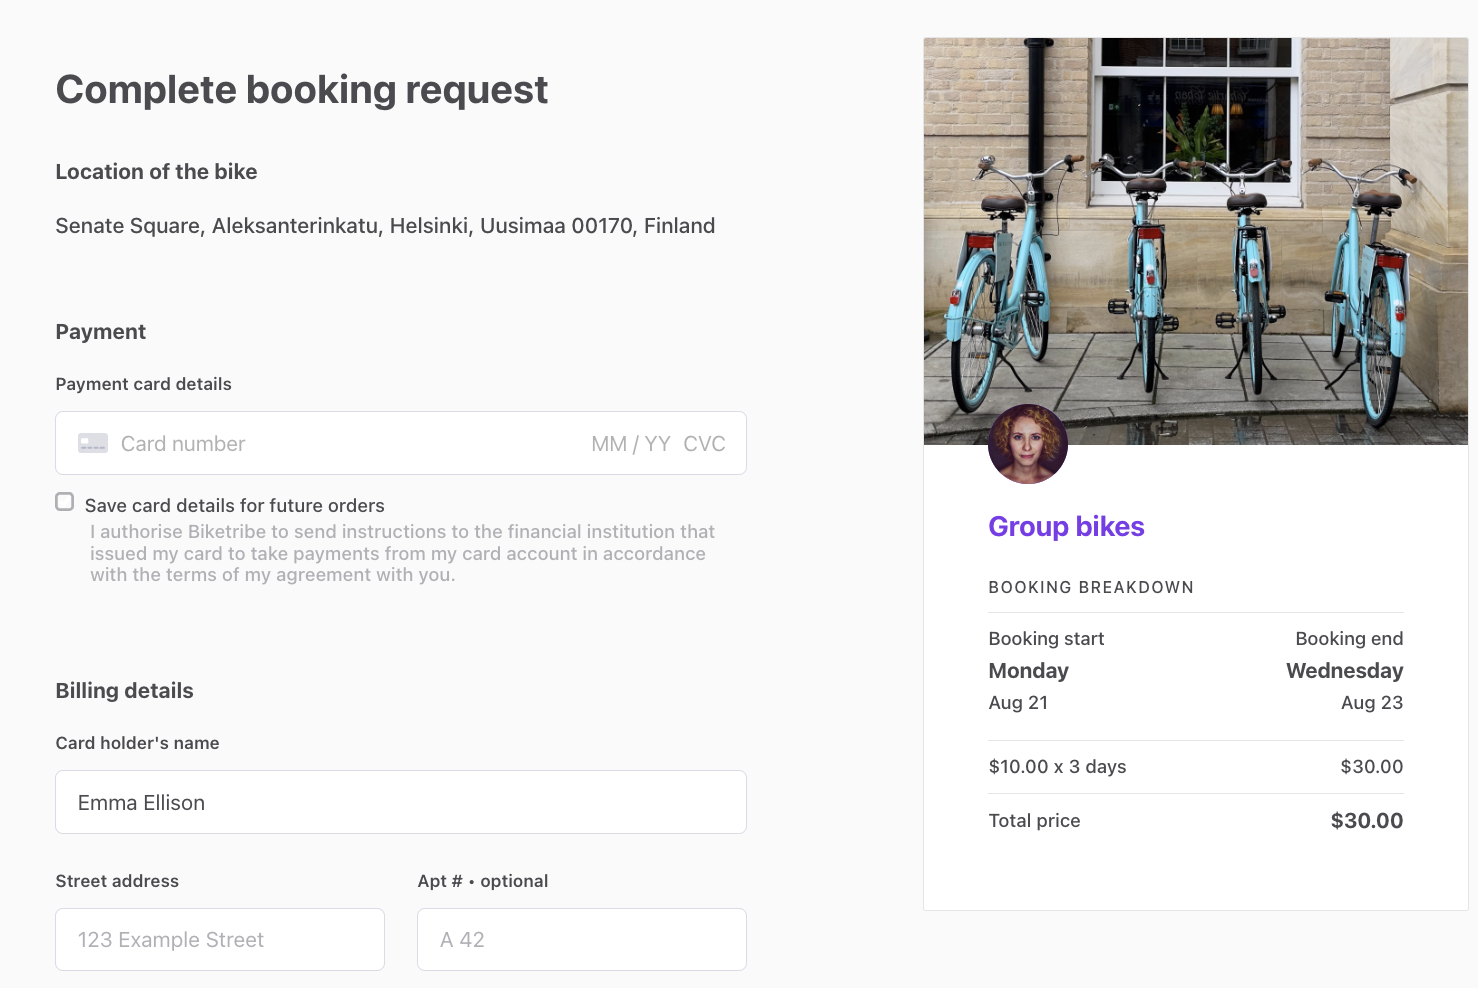 Complete booking request
Location of the bike
Senate Square, Aleksanterinkatu, Helsinki, Uusimaa 00170, Finland
Payment
Payment card details
Card number MM / YY CVC
Save card details for future orders
I authorise Biketribe to send instructions to the financial institution that
issued my card to take payments from my card account in accordance
with the terms of my agreement with you.
Billing details
Card holder's name
Emma Ellison
Street address Apt # • optional
123 Example Street A 42
Group bikes
BOOKING BREAKDOWN
Booking start Booking end
Monday Wednesday
Aug 21 Aug 23
$10.00 x 3 days $30.00
Total price $30.00